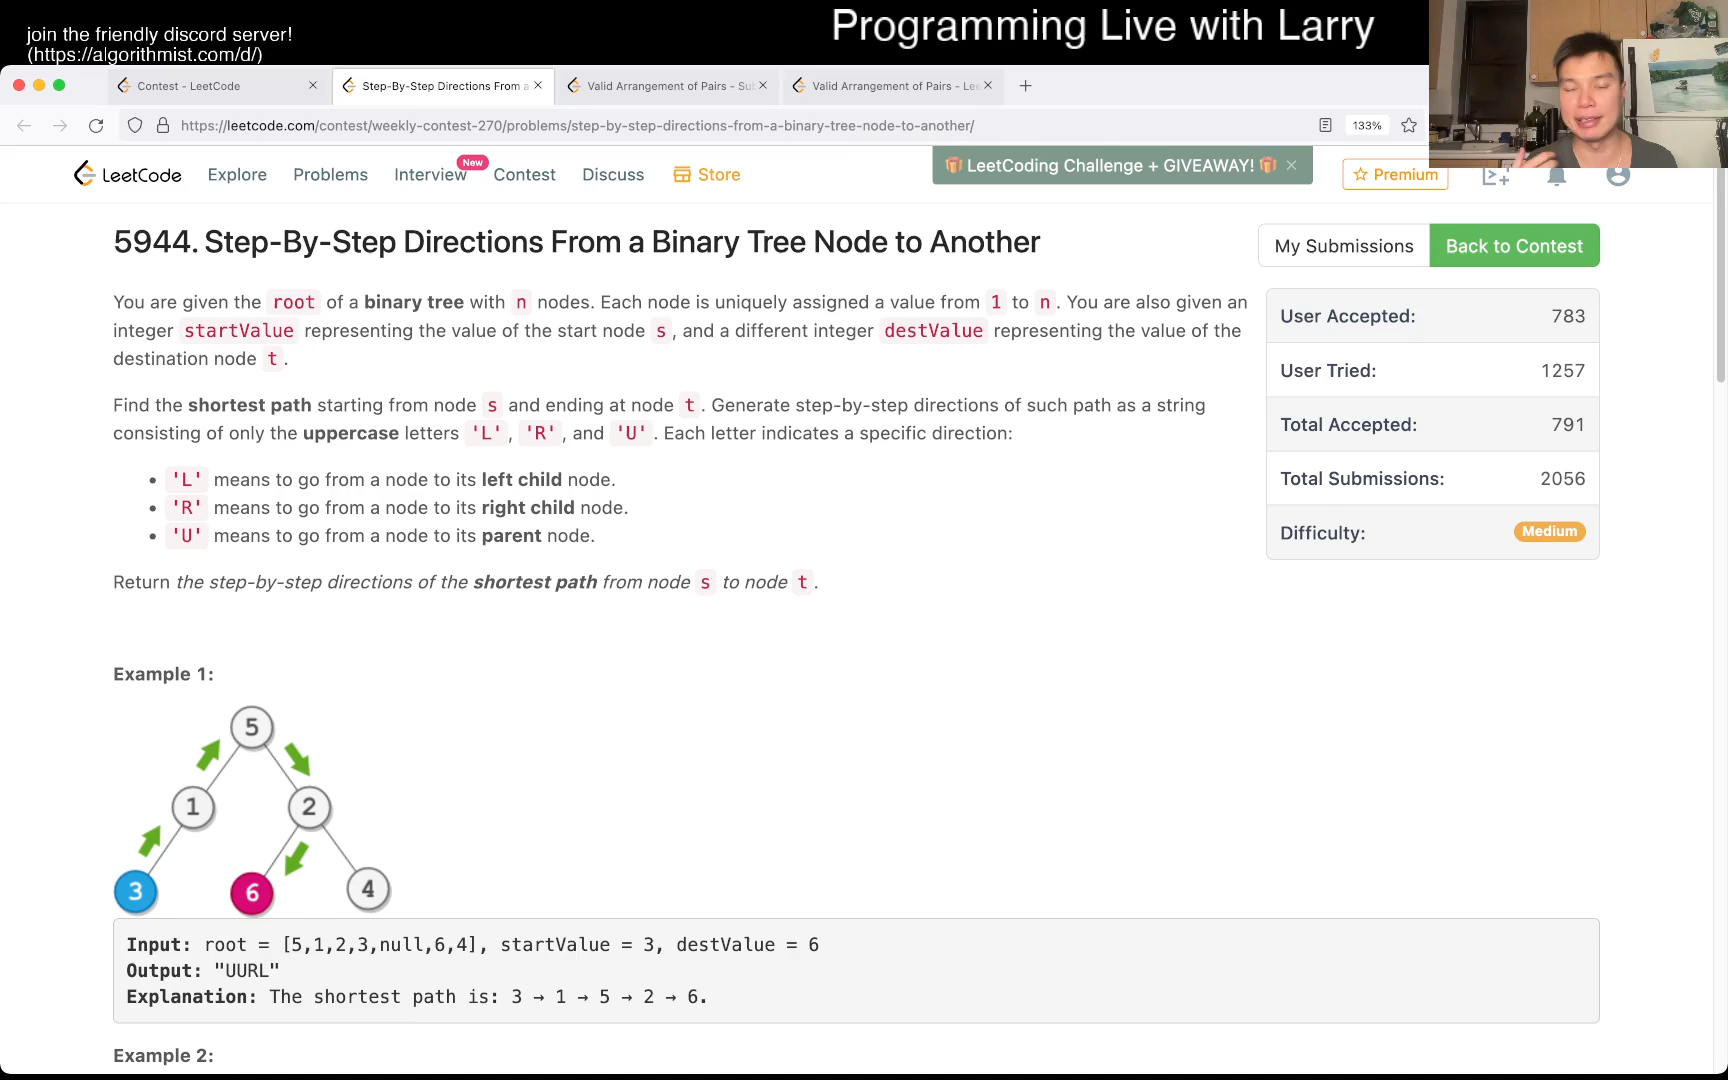 join the friendly discord server!
(https://algorithmist.com/d/)
Programming Live with Larry
Contest - LeetCode
Step-By-Step Directions From a
Valid Arrangement of Pairs - Su
Valid Arrangement of Pairs - Lee
https://leetcode.com/contest/weekly-contest-270/problems/step-by-step-directions-from-a-binary-tree-node-to-another/
133%
LeetCode
Explore
Problems
Interview
New
Contest
Discuss
Store
LeetCoding Challenge + GIVEAWAY!
Premium
5944. Step-By-Step Directions From a Binary Tree Node to Another
My Submissions
Back to Contest
You are given the root of a binary tree with n nodes. Each node is uniquely assigned a value from 1 to n. You are also given an
integer startValue representing the value of the start node s, and a different integer destValue representing the value of the
destination node t.
Find the shortest path starting from node s and ending at node t. Generate step-by-step directions of such path as a string
consisting of only the uppercase letters 'L', 'R', and 'U'. Each letter indicates a specific direction:
• 'L' means to go from a node to its left child node.
• 'R' means to go from a node to its right child node.
• 'U' means to go from a node to its parent node.
Return the step-by-step directions of the shortest path from node s to node t.
User Accepted: 783
User Tried: 1257
Total Accepted: 791
Total Submissions: 2056
Difficulty: Medium
Example 1:
5
1 2
3 6 4
Input: root = [5,1,2,3,null,6,4], startValue = 3, destValue = 6
Output: "UURL"
Explanation: The shortest path is: 3 → 1 → 5 → 2 → 6.
Example 2: